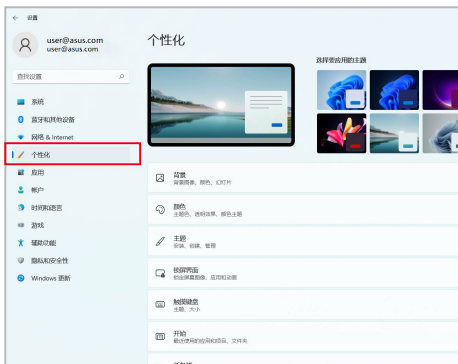 设置
user@asus.com
user@asus.com
查找设置
系统
蓝牙和其他设备
网络 & Internet
个性化
应用
帐户
时间和语言
游戏
辅助功能
隐私和安全性
Windows 更新
个性化
选择要应用的主题
背景
背景图像、颜色、幻灯片
颜色
主题色、透明效果、颜色主题
主题
安装、创建、管理
锁屏界面
锁定屏幕图像、应用和动画
触摸键盘
主题、大小
开始
最近使用的应用和项目、文件夹